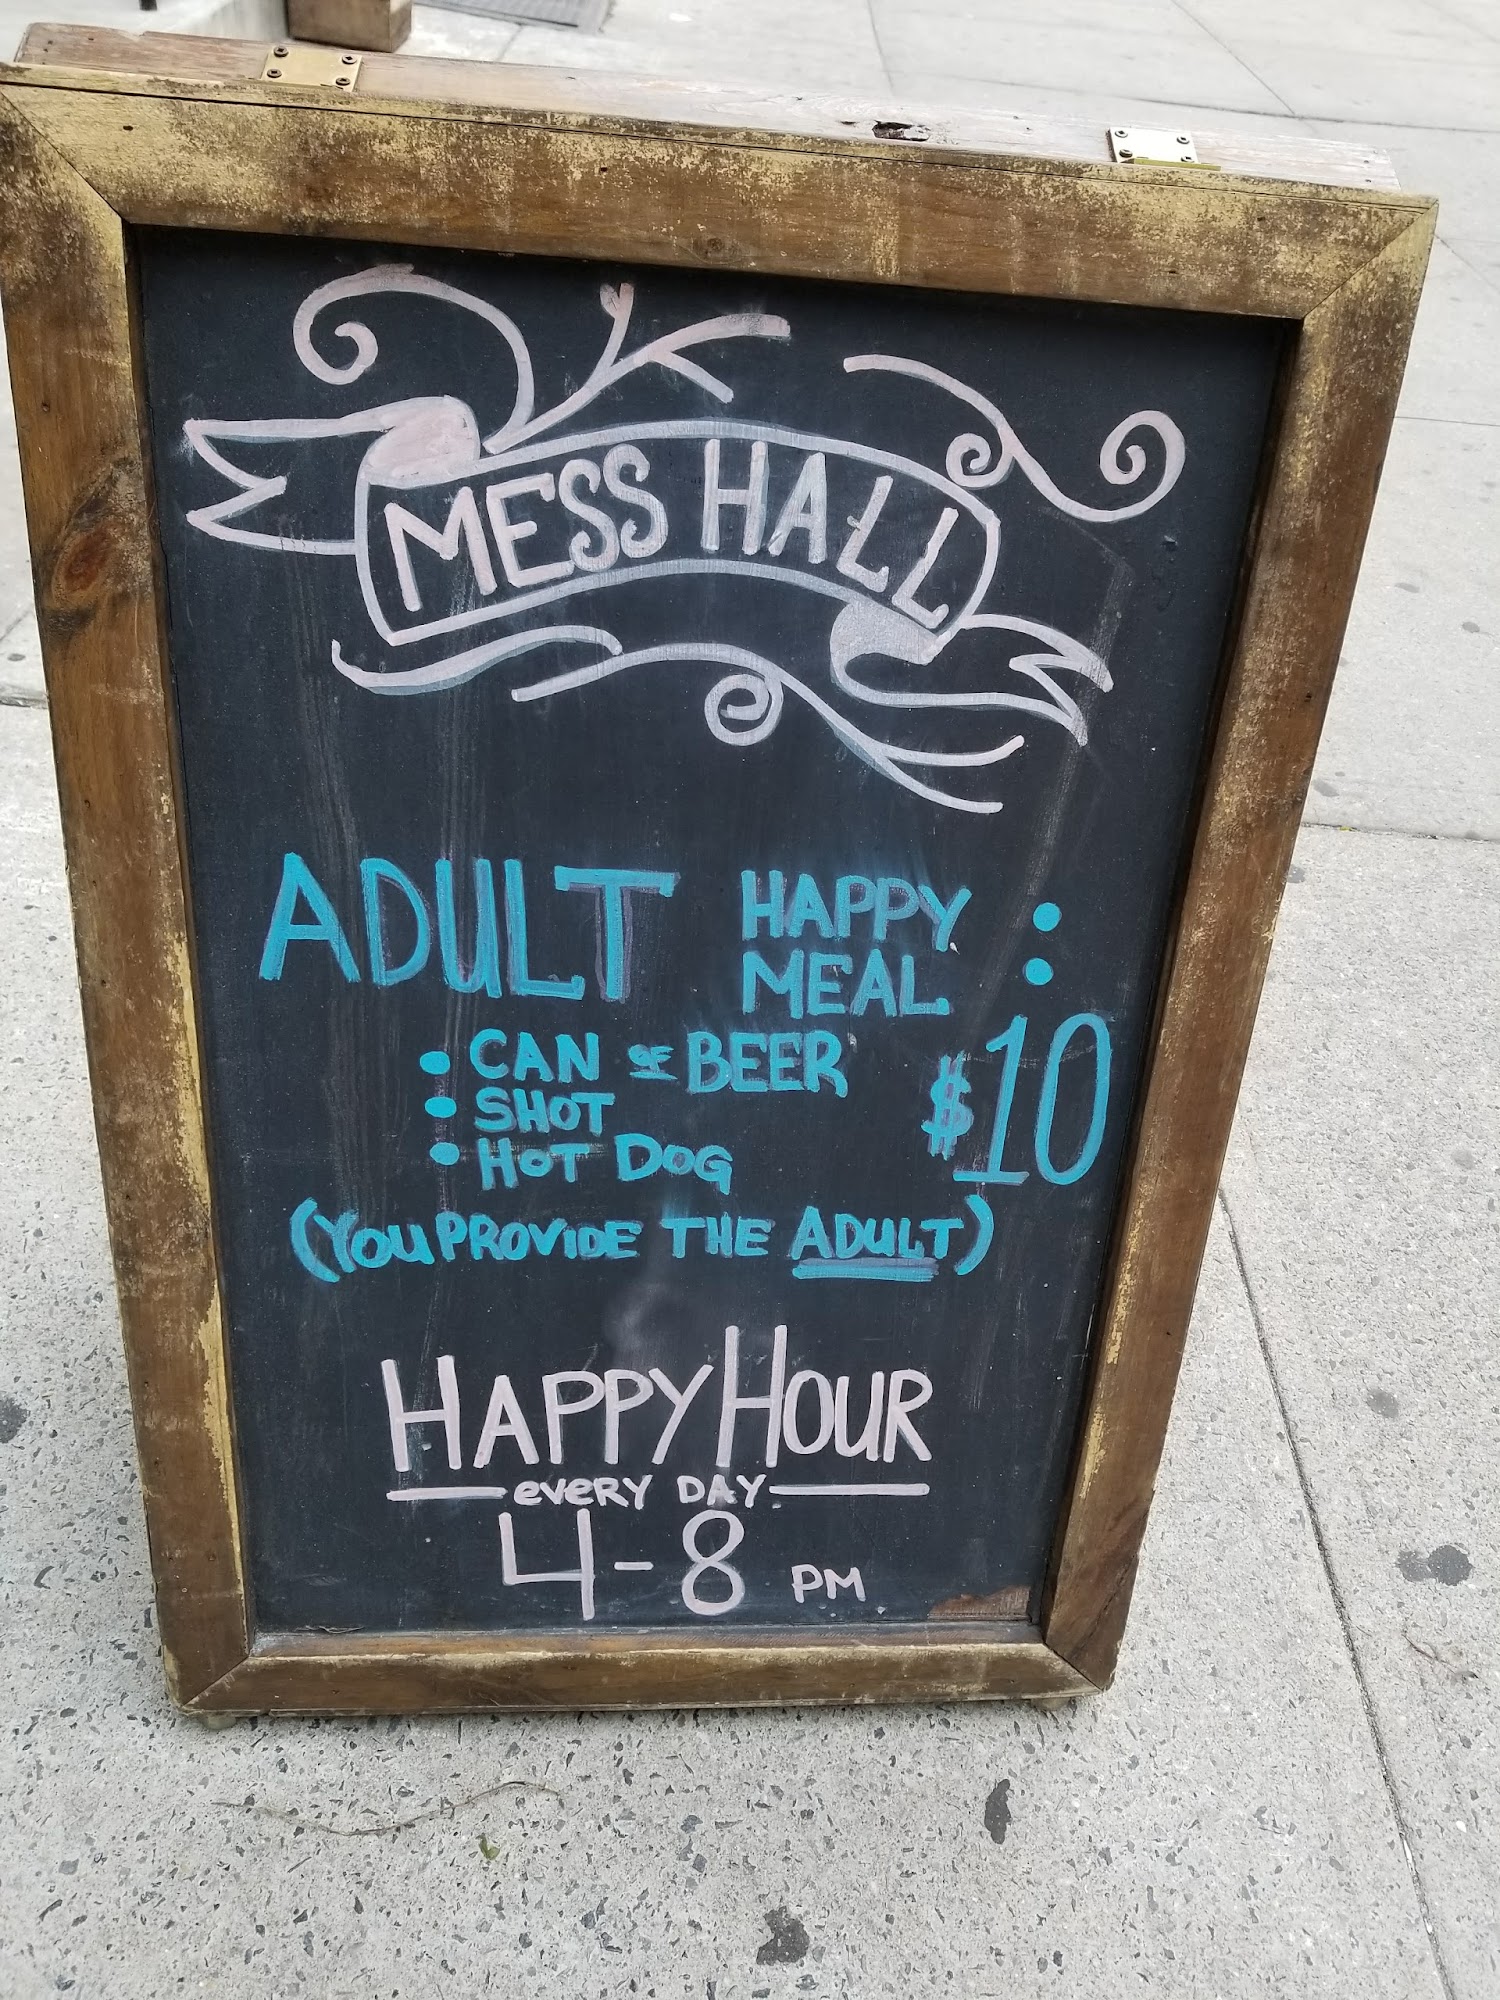 MESS HALL
ADULT HAPPY MEAL :
• CAN OF BEER
• SHOT
• HOT DOG
$10
(YOU PROVIDE THE ADULT)
HAPPY HOUR
every DAY
4-8 PM